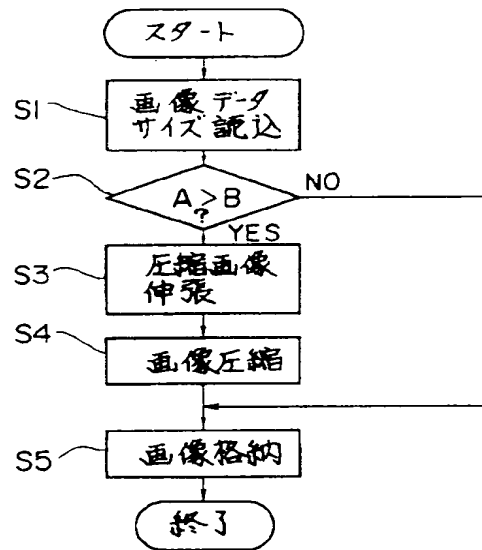 スタート
S1
画像データ
サイズ読込
S2
A>B
?
NO
YES
S3
圧縮画像
伸張
S4
画像圧縮
S5
画像格納
終了